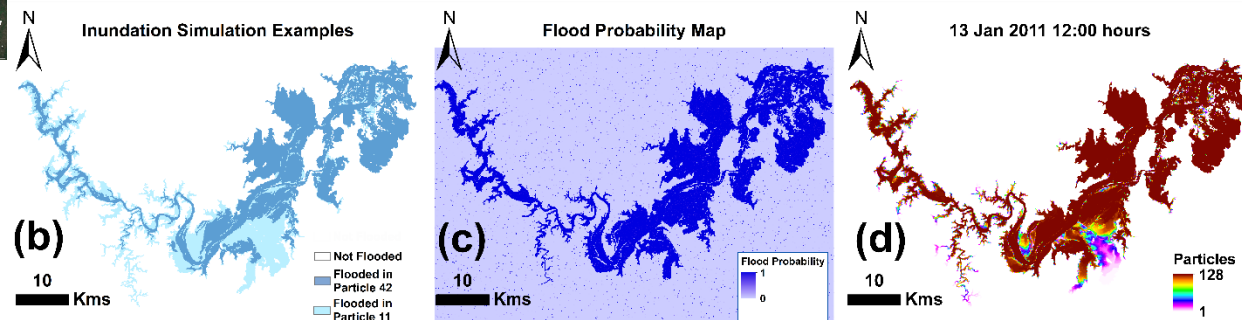 N
Inundation Simulation Examples
(b)
10
Kms
Not Flooded
Flooded in
Particle 42
Flooded in
Particle 11
N
Flood Probability Map
(c)
10
Kms
Flood Probability
1
0
N
13 Jan 2011 12:00 hours
(d)
10
Kms
Particles
128
1